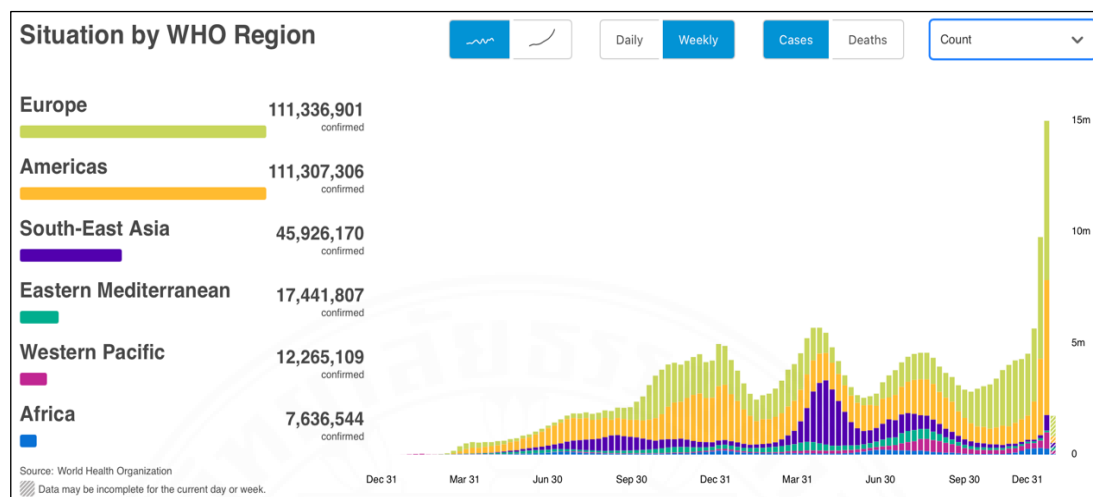 Situation by WHO Region
Daily
Weekly
Cases
Deaths
Count
Europe
111,336,901
confirmed
Americas
111,307,306
confirmed
South-East Asia
45,926,170
confirmed
Eastern Mediterranean
17,441,807
confirmed
Western Pacific
12,265,109
confirmed
Africa
7,636,544
confirmed
Source: World Health Organization
Data may be incomplete for the current day or week.
15m
10m
5m
0
Dec 31 Mar 31 Jun 30 Sep 30 Dec 31 Mar 31 Jun 30 Sep 30 Dec 31